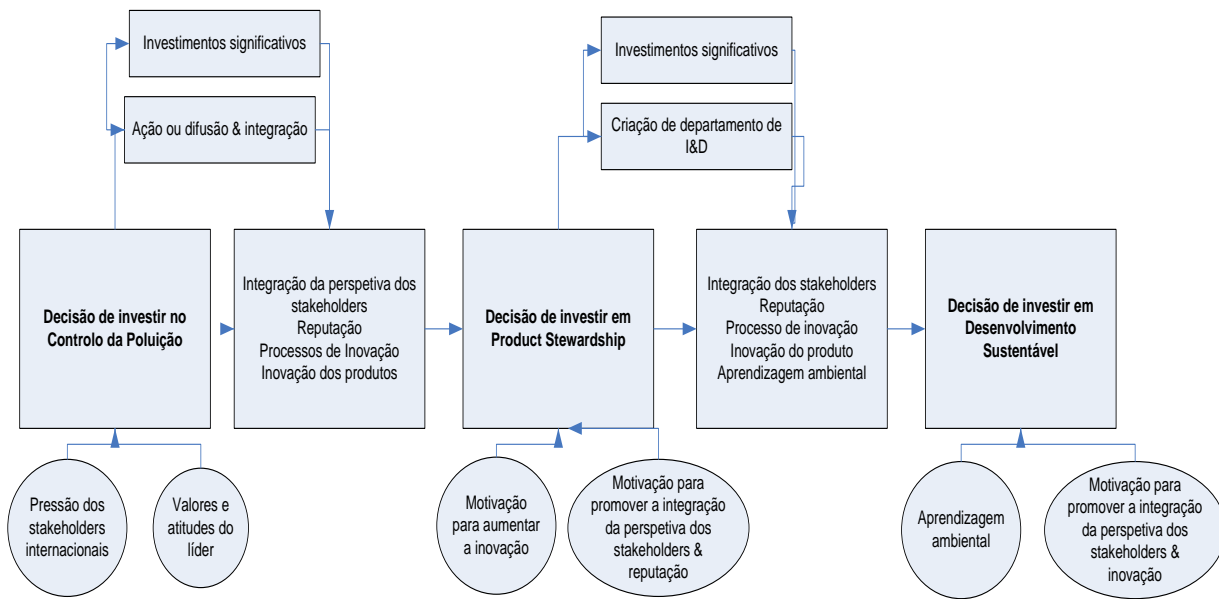 Investimentos significativos
Ação ou difusão & integração
Investimentos significativos
Criação de departamento de
I&D
Decisão de investir no
Controlo da Poluição
Integração da perspetiva dos
stakeholders
Reputação
Processos de Inovação
Inovação dos produtos
Decisão de investir em
Product Stewardship
Integração dos stakeholders
Reputação
Processo de inovação
Inovação do produto
Aprendizagem ambiental
Decisão de investir em
Desenvolvimento
Sustentável
Pressão dos
stakeholders
internacionais
Valores e
atitudes do
líder
Motivação
para aumentar
a inovação
Motivação para
promover a integração
da perspetiva dos
stakeholders &
reputação
Aprendizagem
ambiental
Motivação para
promover a integração
da perspetiva dos
stakeholders &
inovação